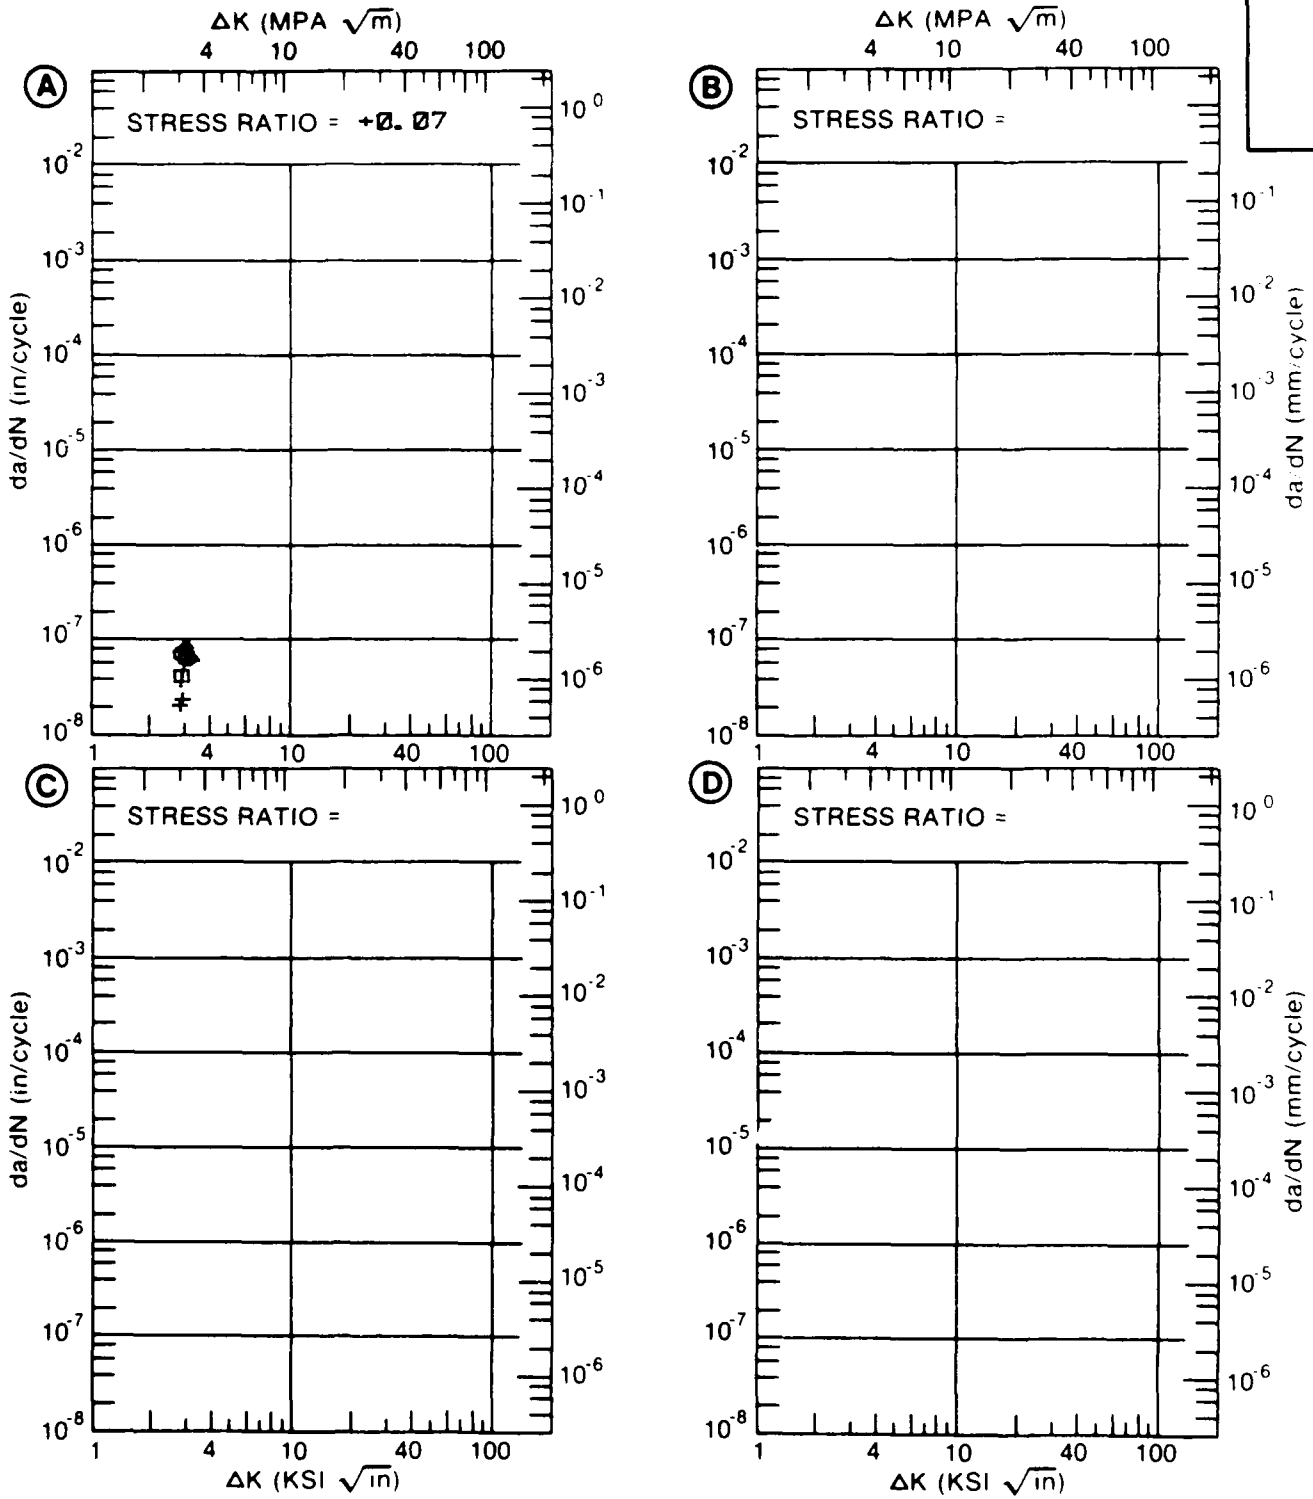 ΔK (MPA √m)
4 10 40 100
A
STRESS RATIO = +0.07
10^0
10^-2
10^-1
10^-3
10^-2
10^-4
10^-3
10^-5
10^-4
10^-6
10^-5
10^-7
10^-6
10^-8
1 4 10 40 100
da/dN (in/cycle)
ΔK (MPA √m)
4 10 40 100
B
STRESS RATIO =
10^-2
10^-1
10^-3
10^-2
10^-4
10^-3
10^-5
10^-4
10^-6
10^-5
10^-7
10^-6
10^-8
1 4 10 40 100
da/dN (mm/cycle)
C
STRESS RATIO =
10^0
10^-2
10^-1
10^-3
10^-2
10^-4
10^-3
10^-5
10^-4
10^-6
10^-5
10^-7
10^-6
10^-8
1 4 10 40 100
da/dN (in/cycle)
ΔK (KSI √in)
D
STRESS RATIO =
10^0
10^-2
10^-1
10^-3
10^-2
10^-4
10^-3
10^-5
10^-4
10^-6
10^-5
10^-7
10^-6
10^-8
1 4 10 40 100
da/dN (mm/cycle)
ΔK (KSI √in)